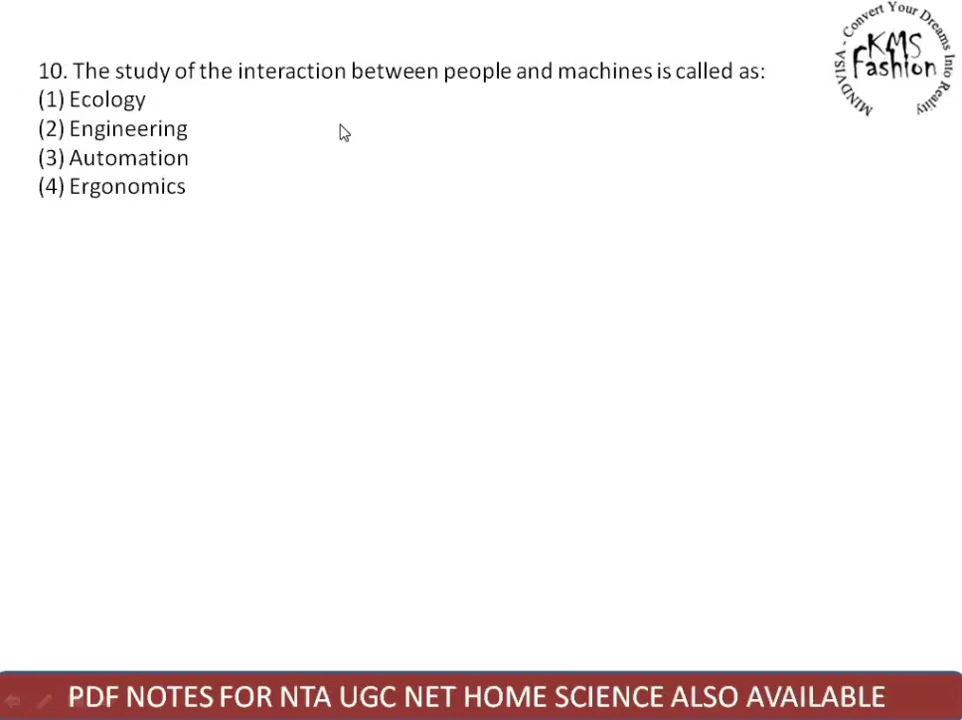 MINDVISA - Convert Your Dreams Into Reality
KMS
Fashion
10. The study of the interaction between people and machines is called as:
(1) Ecology
(2) Engineering
(3) Automation
(4) Ergonomics
PDF NOTES FOR NTA UGC NET HOME SCIENCE ALSO AVAILABLE